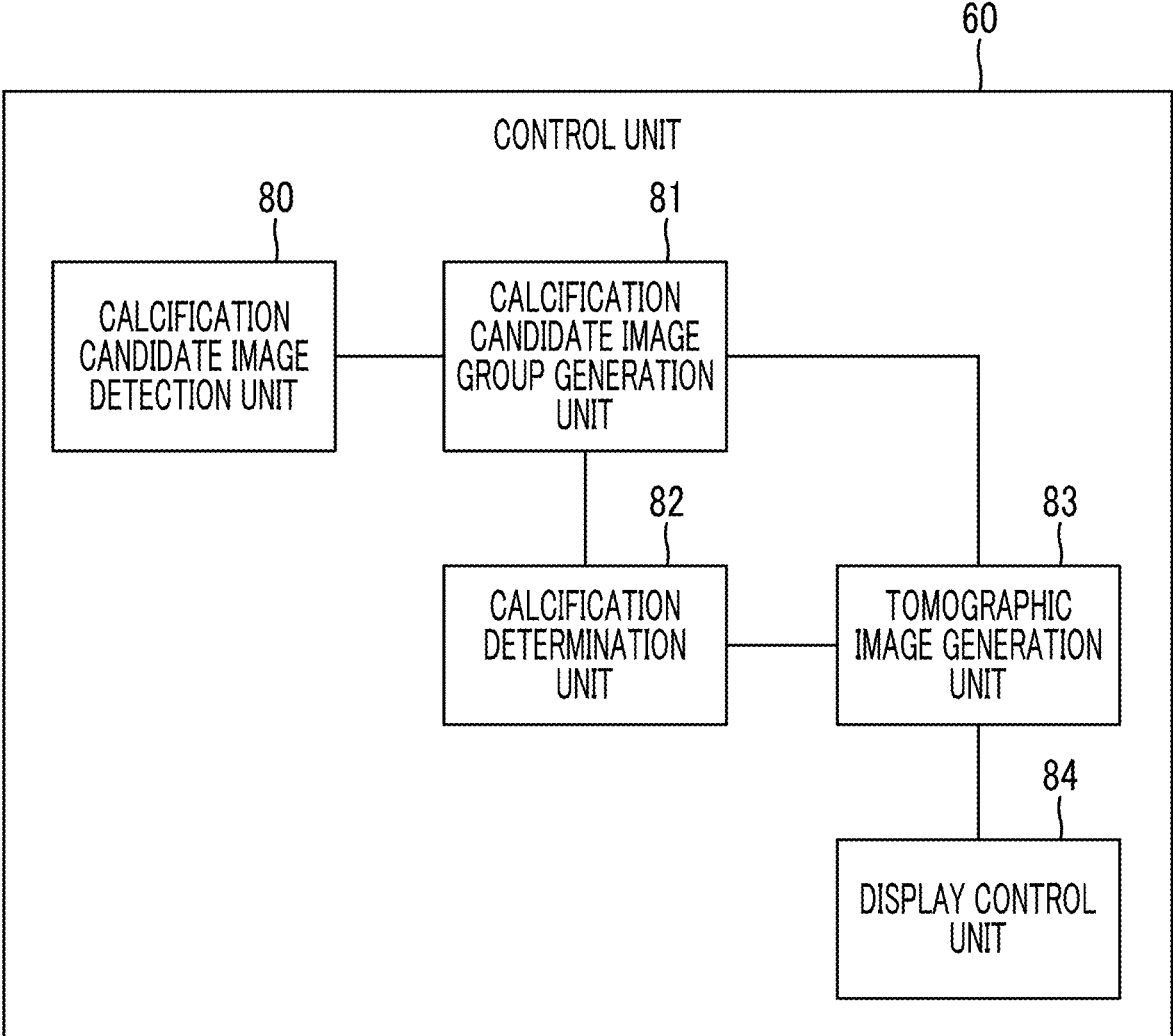 60
CONTROL UNIT
80
81
CALCIFICATION
CANDIDATE IMAGE
DETECTION UNIT
CALCIFICATION
CANDIDATE IMAGE
GROUP GENERATION
UNIT
82
83
CALCIFICATION
DETERMINATION
UNIT
TOMOGRAPHIC
IMAGE GENERATION
UNIT
84
DISPLAY CONTROL
UNIT